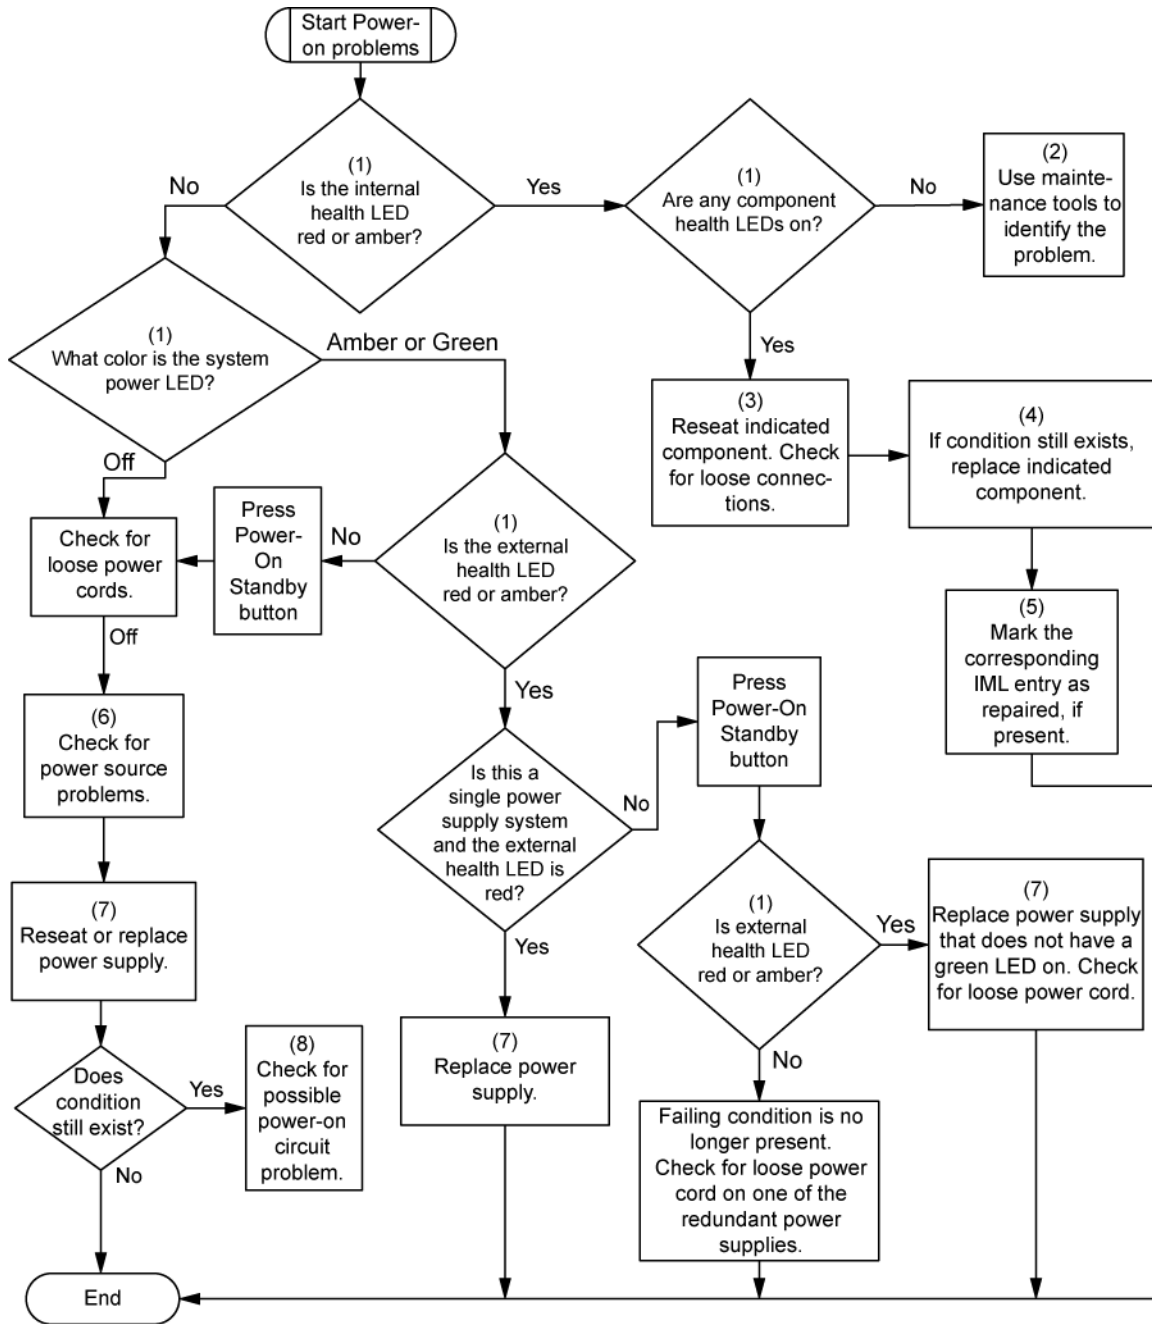 Start Power-
on problems
(1)
Is the internal
health LED
red or amber?
No
Yes
(1)
Are any component
health LEDs on?
No
(2)
Use mainte-
nance tools to
identify the
problem.
(1)
What color is the system
power LED?
Amber or Green
Off
Yes
(3)
Reseat indicated
component. Check
for loose connec-
tions.
(4)
If condition still exists,
replace indicated
component.
Check for
loose power
cords.
Press
Power-
On
Standby
button
No
(1)
Is the external
health LED
red or amber?
(5)
Mark the
corresponding
IML entry as
repaired, if
present.
Off
Yes
(6)
Check for
power source
problems.
Is this a
single power
supply system
and the external
health LED is
red?
No
Press
Power-On
Standby
button
(7)
Reseat or replace
power supply.
Yes
(1)
Is external
health LED
red or amber?
Yes
(7)
Replace power supply
that does not have a
green LED on. Check
for loose power cord.
Does
condition
still exist?
Yes
(8)
Check for
possible
power-on
circuit
problem.
(7)
Replace power
supply.
No
Failing condition is no
longer present.
Check for loose power
cord on one of the
redundant power
supplies.
No
End